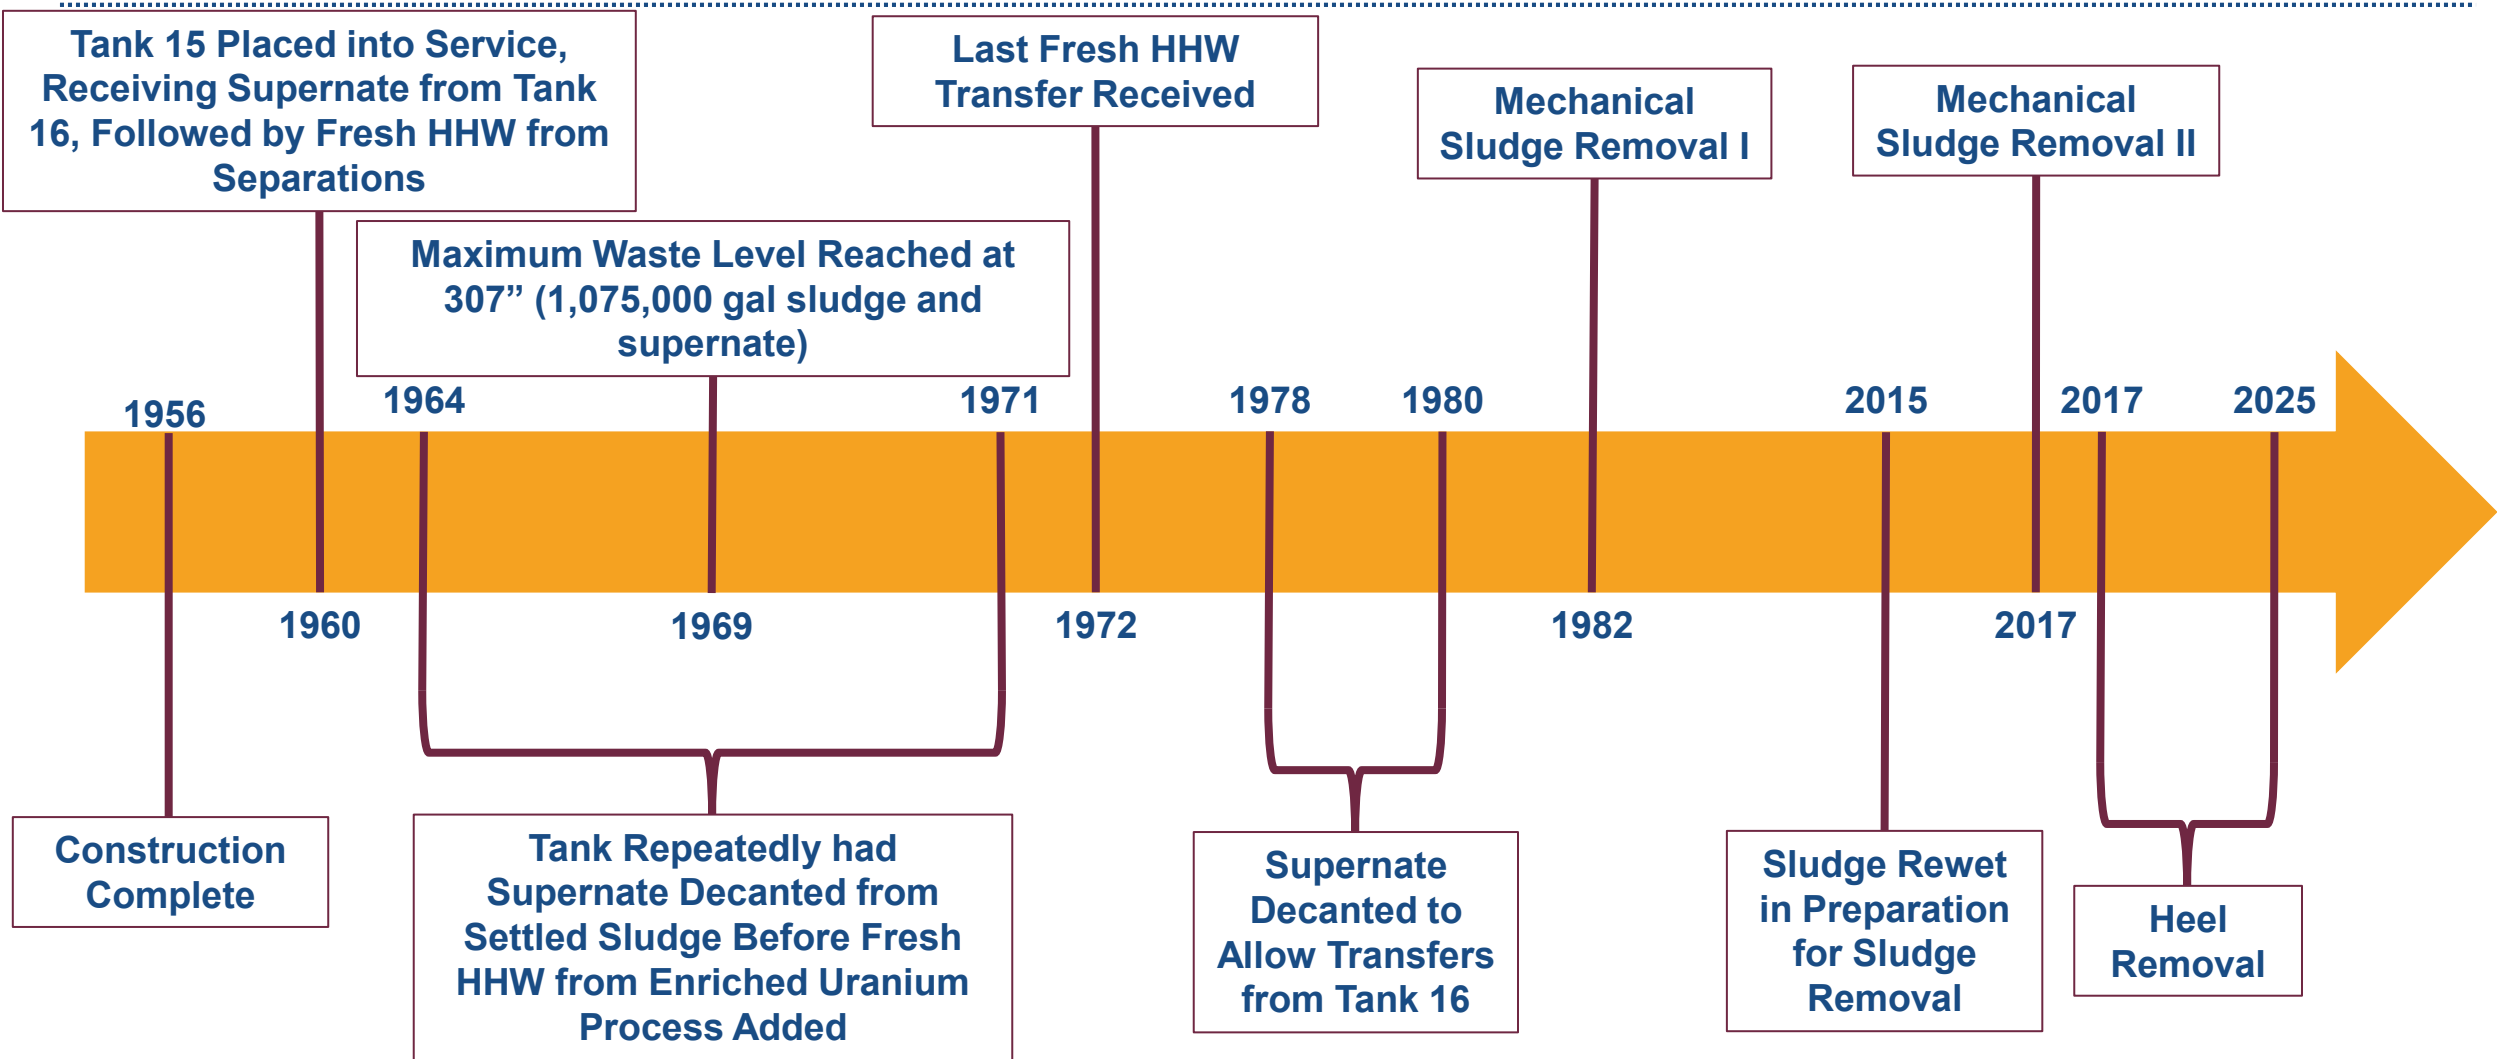 Tank 15 Placed into Service,
Receiving Supernate from Tank
16, Followed by Fresh HHW from
Separations
Last Fresh HHW
Transfer Received
Mechanical
Sludge Removal I
Mechanical
Sludge Removal II
Maximum Waste Level Reached at
307” (1,075,000 gal sludge and
supernate)
1956
1964
1971
1978
1980
2015
2017
2025
1960
1969
1972
1982
2017
Construction
Complete
Tank Repeatedly had
Supernate Decanted from
Settled Sludge Before Fresh
HHW from Enriched Uranium
Process Added
Supernate
Decanted to
Allow Transfers
from Tank 16
Sludge Rewet
in Preparation
for Sludge
Removal
Heel
Removal